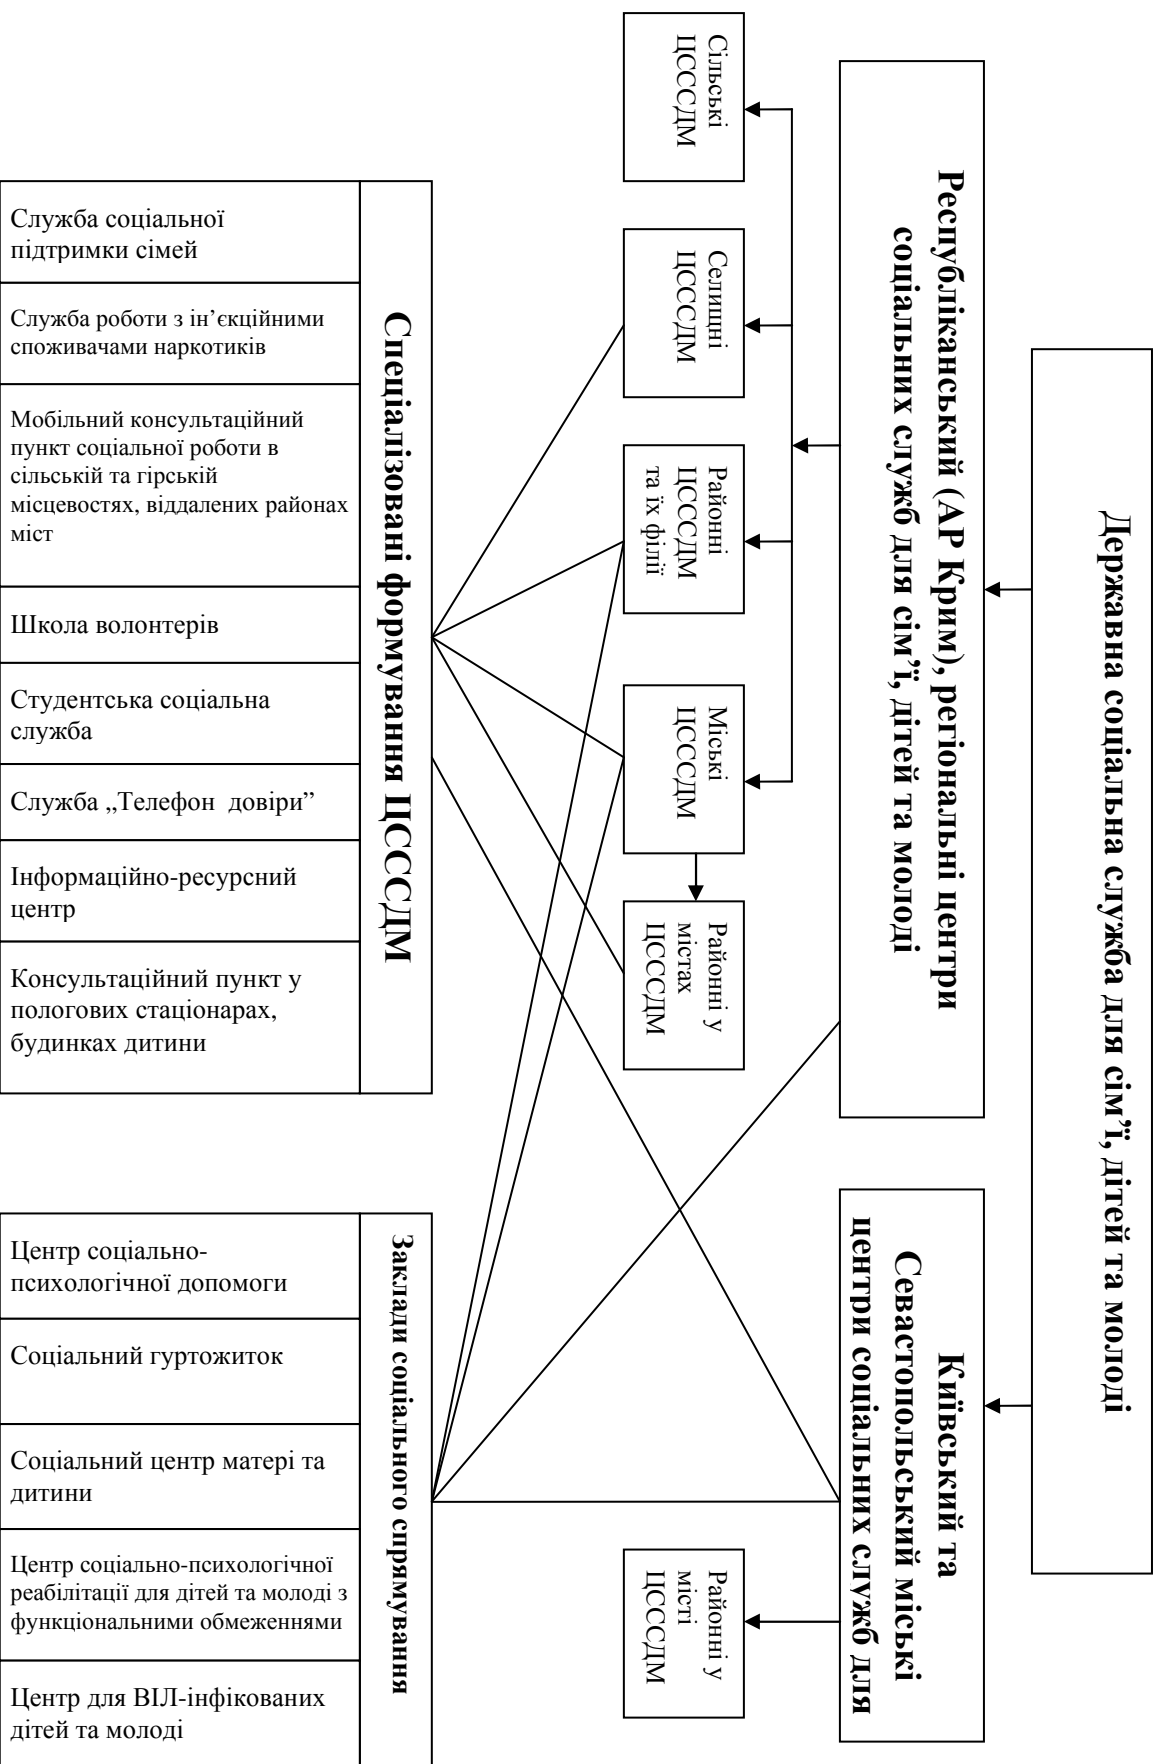 Державна соціальна служба для сім’ї, дітей та молоді
Республіканський (АР Крим), регіональні центри
соціальних служб для сім’ї, дітей та молоді
Київський та
Севастопольський міські
центри соціальних служб для
Сільські
ЦСССДМ
Селищні
ЦСССДМ
Районні
ЦСССДМ
та їх філії
Міські
ЦСССДМ
Районні у
містах
ЦСССДМ
Районні у
місті
ЦСССДМ
Спеціалізовані формування ЦСССДМ
Служба соціальної
підтримки сімей
Служба роботи з ін’єкційними
споживачами наркотиків
Мобільний консультаційний
пункт соціальної роботи в
сільській та гірській
місцевостях, віддалених районах
міст
Школа волонтерів
Студентська соціальна
служба
Служба „Телефон довіри”
Інформаційно-ресурсний
центр
Консультаційний пункт у
пологових стаціонарах,
будинках дитини
Заклади соціального спрямування
Центр соціально-
психологічної допомоги
Соціальний гуртожиток
Соціальний центр матері та
дитини
Центр соціально-психологічної
реабілітації для дітей та молоді з
функціональними обмеженнями
Центр для ВІЛ-інфікованих
дітей та молоді